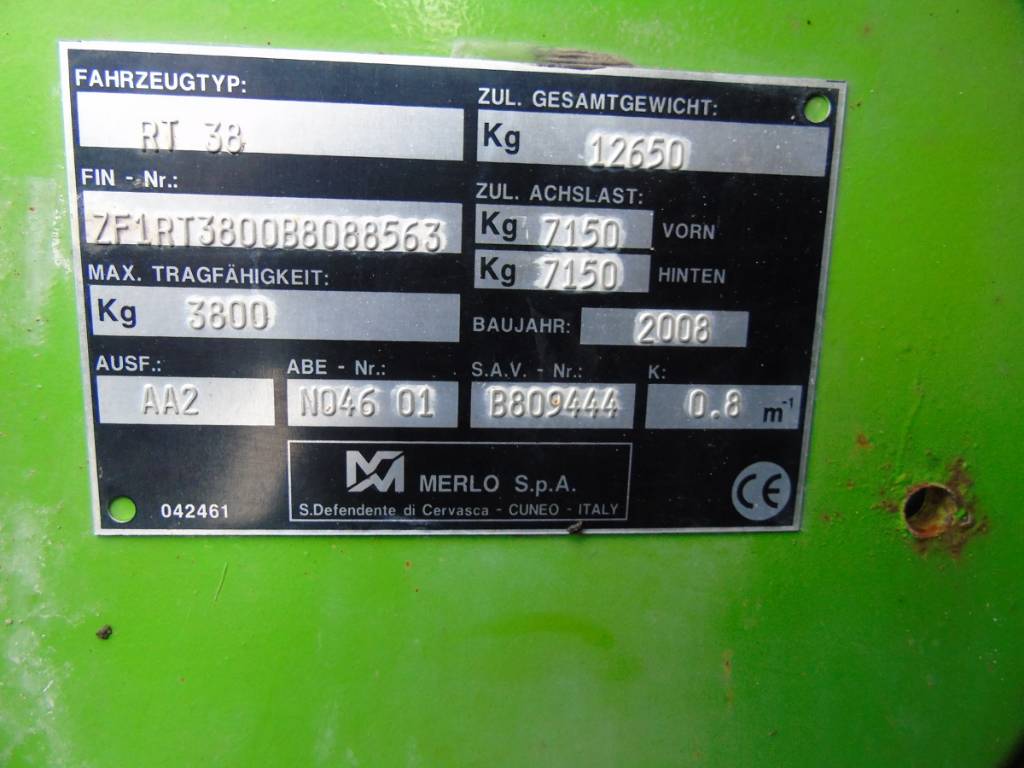 FAHRZEUGTYP:
RT 38
FIN - Nr.:
ZF1RT3800B8088563
MAX. TRAGFÄHIGKEIT:
Kg 3800
ZUL. GESAMTGEWICHT:
Kg 12650
ZUL. ACHSLAST:
Kg 7150 VORN
Kg 7150 HINTEN
BAUJAHR: 2008
AUSF.: ABE - Nr.: S.A.V. - Nr.: K:
AA2 N046 01 B809444 0.8 m-1
MERLO S.p.A.
S.Defendente di Cervasca - CUNEO - ITALY
042461
CE